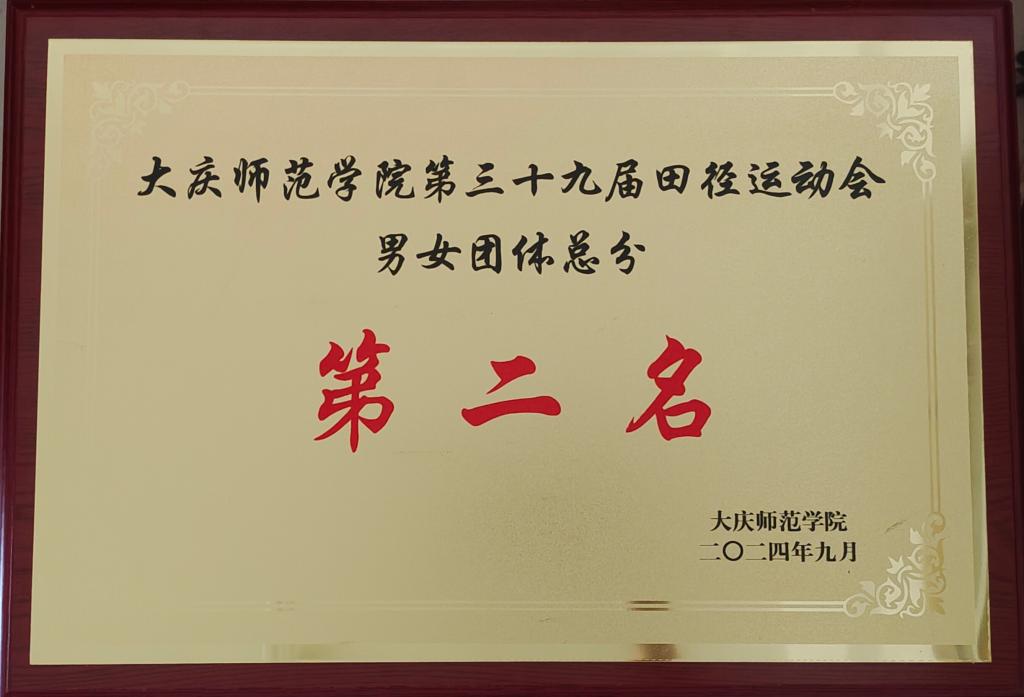 大庆师范学院第三十九届田径运动会
男女团体总分
第二名
大庆师范学院
二〇二四年九月